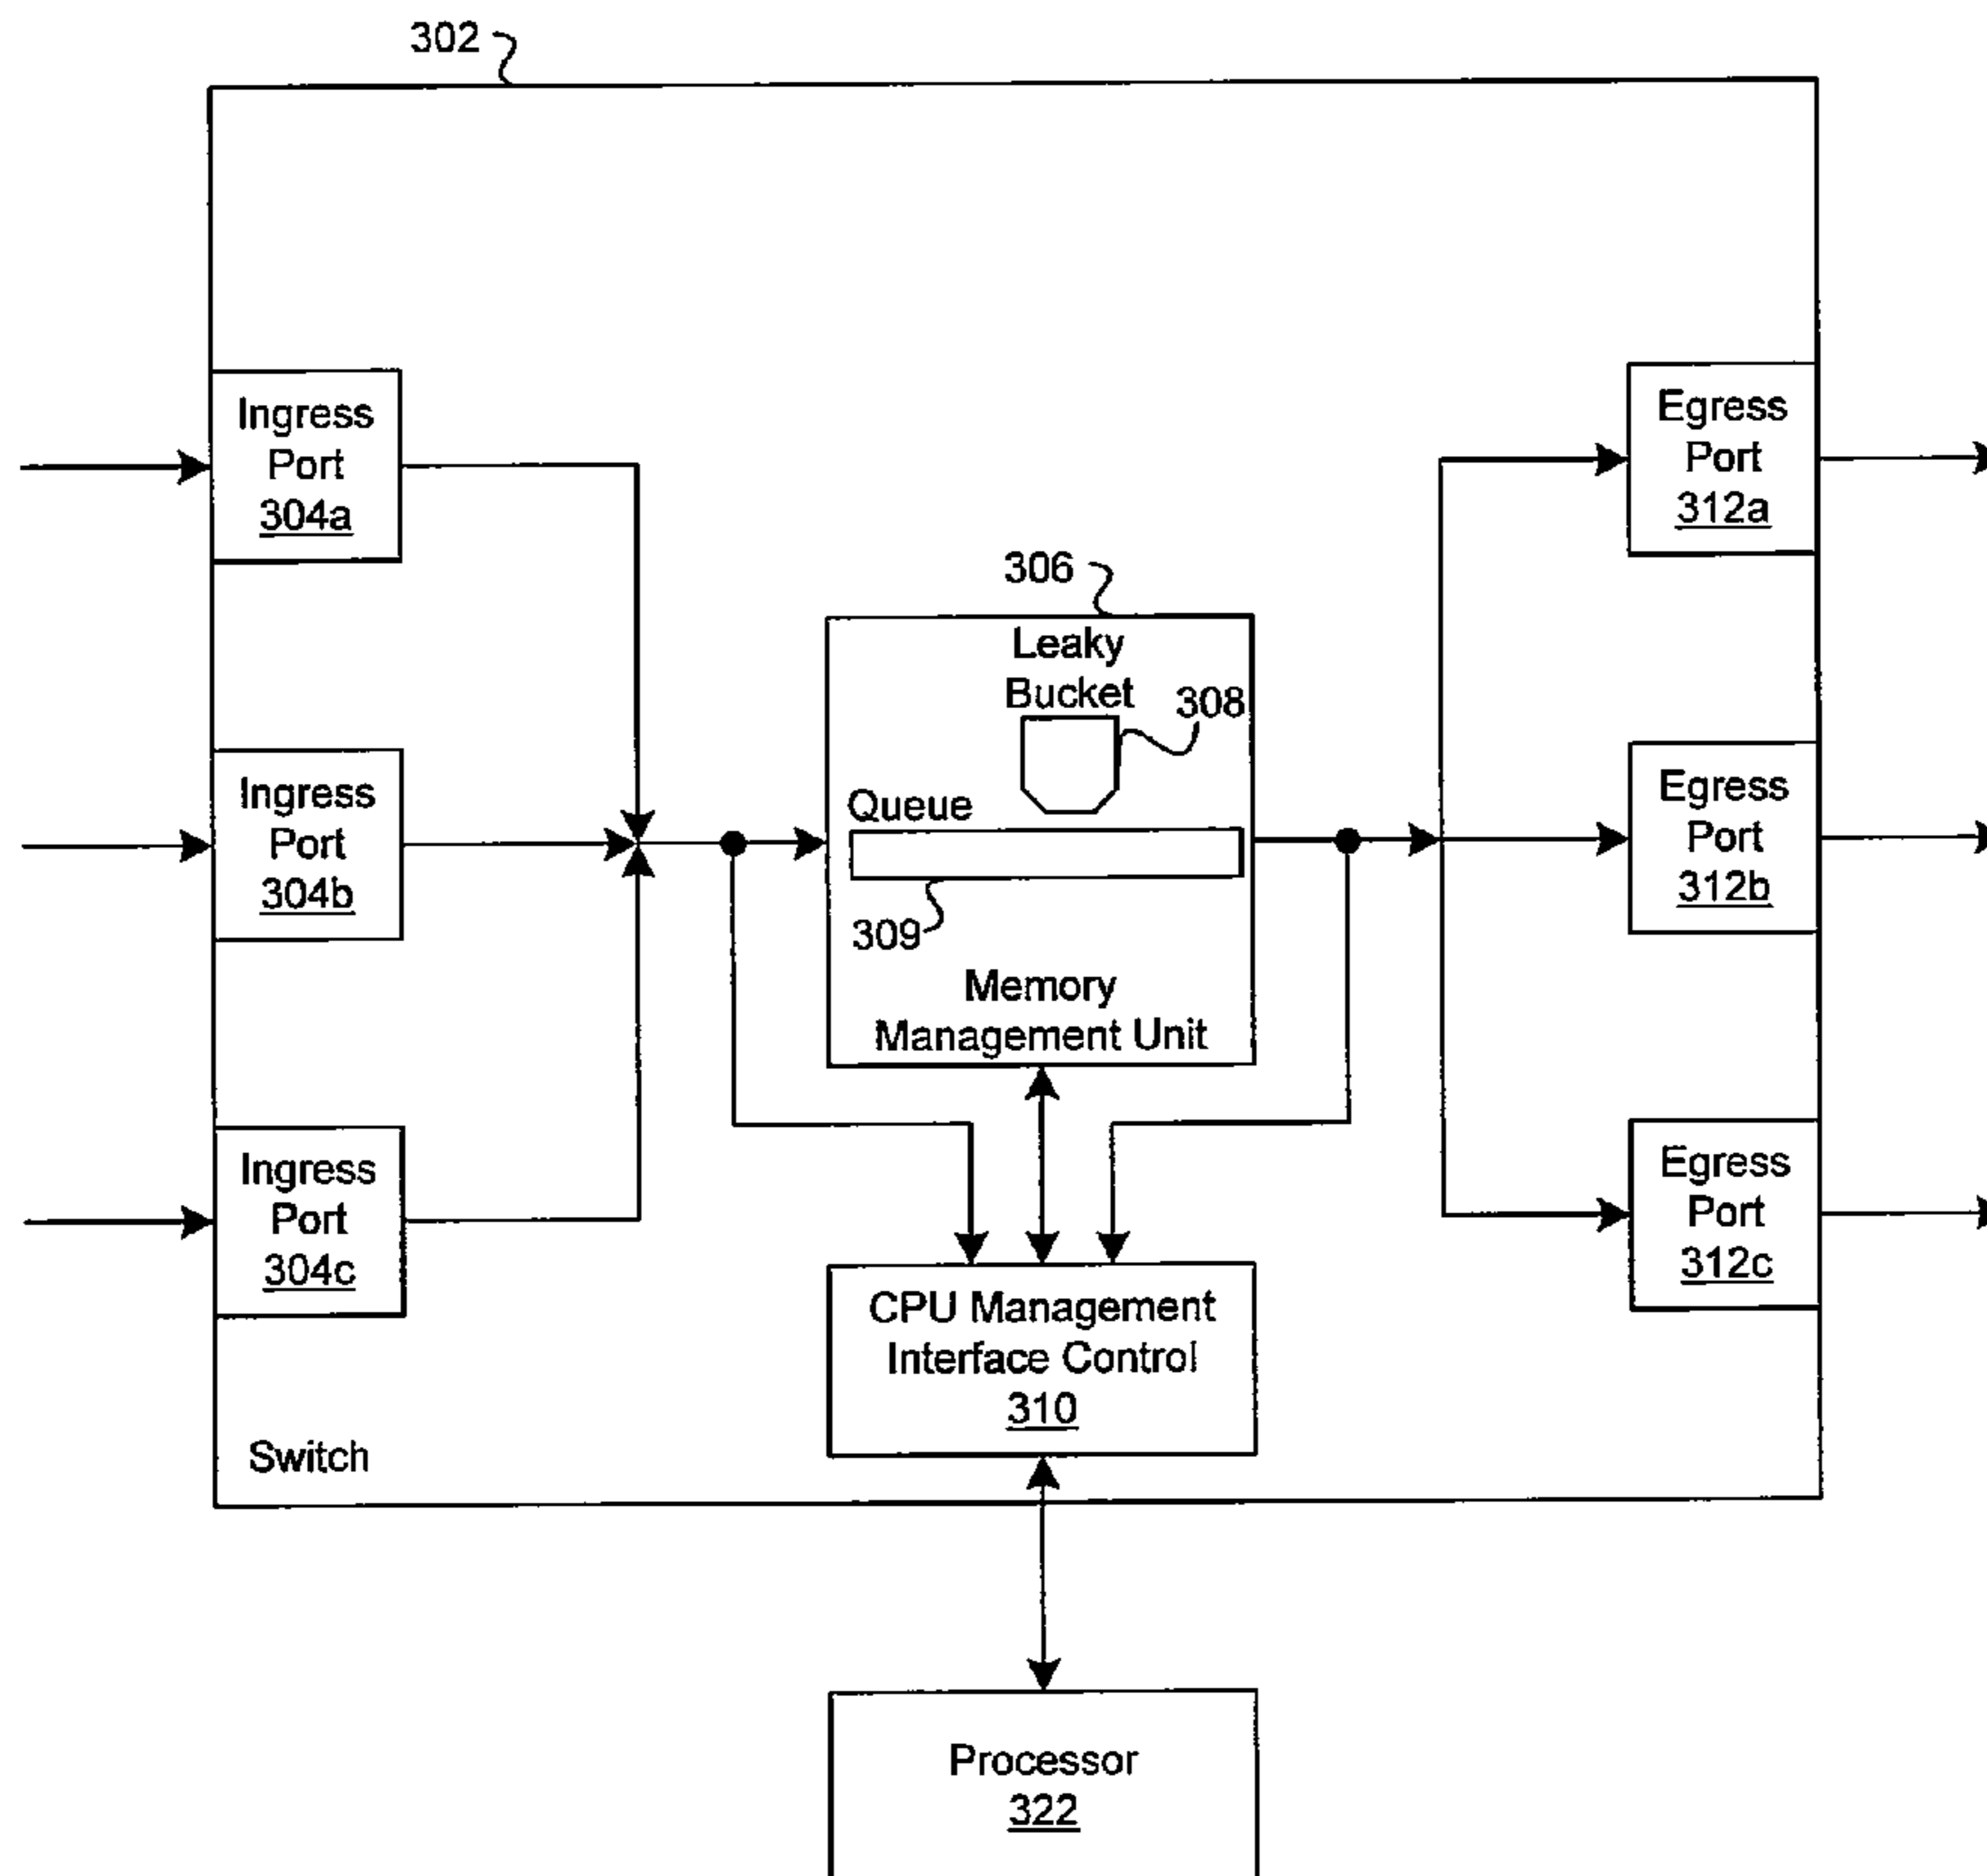 302
Ingress
Port
304a
Egress
Port
312a
306
Leaky
Bucket
308
Ingress
Port
304b
Queue
309
Memory
Management Unit
Egress
Port
312b
Ingress
Port
304c
Egress
Port
312c
CPU Management
Interface Control
310
Switch
Processor
322